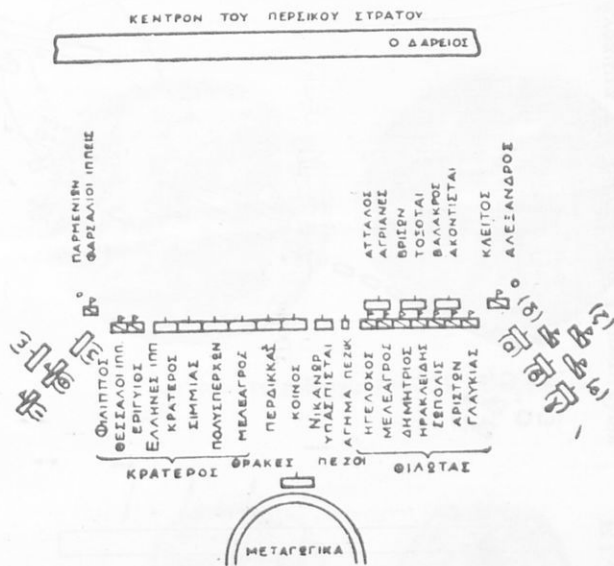 ΚΕΝΤΡΟΝ ΤΟΥ ΠΕΡΣΙΚΟΥ ΣΤΡΑΤΟΥ
Ο ΔΑΡΕΙΟΣ
ΠΑΡΜΕΝΙΩΝ
ΦΑΡΣΑΛΙΟΙ ΙΠΠΕΙΣ
ΑΤΤΑΛΟΣ
ΑΓΡΙΑΝΕΣ
ΒΡΙΣΩΝ
ΤΟΞΟΤΑΙ
ΒΑΛΑΚΡΟΣ
ΑΚΟΝΤΙΣΤΑΙ
ΚΛΕΙΤΟΣ
ΑΛΕΞΑΝΔΡΟΣ
(δ)
(α)
(β)
(θ)
(ι)
ΦΙΛΙΠΠΟΣ
ΘΕΣΣΑΛΟΙ ΙΠΠ.
ΕΡΙΓΥΙΟΣ
ΕΛΛΗΝΕΣ ΙΠΠ
ΚΡΑΤΕΡΟΣ
ΣΙΜΜΙΑΣ
ΠΟΛΥΣΠΕΡΧΩΝ
ΜΕΛΕΑΓΡΟΣ
ΠΕΡΔΙΚΚΑΣ
ΚΟΙΝΟΣ
ΝΙΚΑΝΩΡ
ΥΠΑΣΠΙΣΤΑΙ
ΑΓΗΜΑ ΠΕΖΙΚ.
ΗΓΕΛΟΧΟΣ
ΜΕΛΕΑΓΡΟΣ
ΔΗΜΗΤΡΙΟΣ
ΗΡΑΚΛΕΙΔΗΣ
ΣΩΠΟΛΙΣ
ΑΡΙΣΤΩΝ
ΓΛΑΥΚΙΑΣ
ΚΡΑΤΕΡΟΣ
ΘΡΑΚΕΣ ΠΕΖΟΙ
ΦΙΛΩΤΑΣ
ΜΕΤΑΓΩΓΙΚΑ